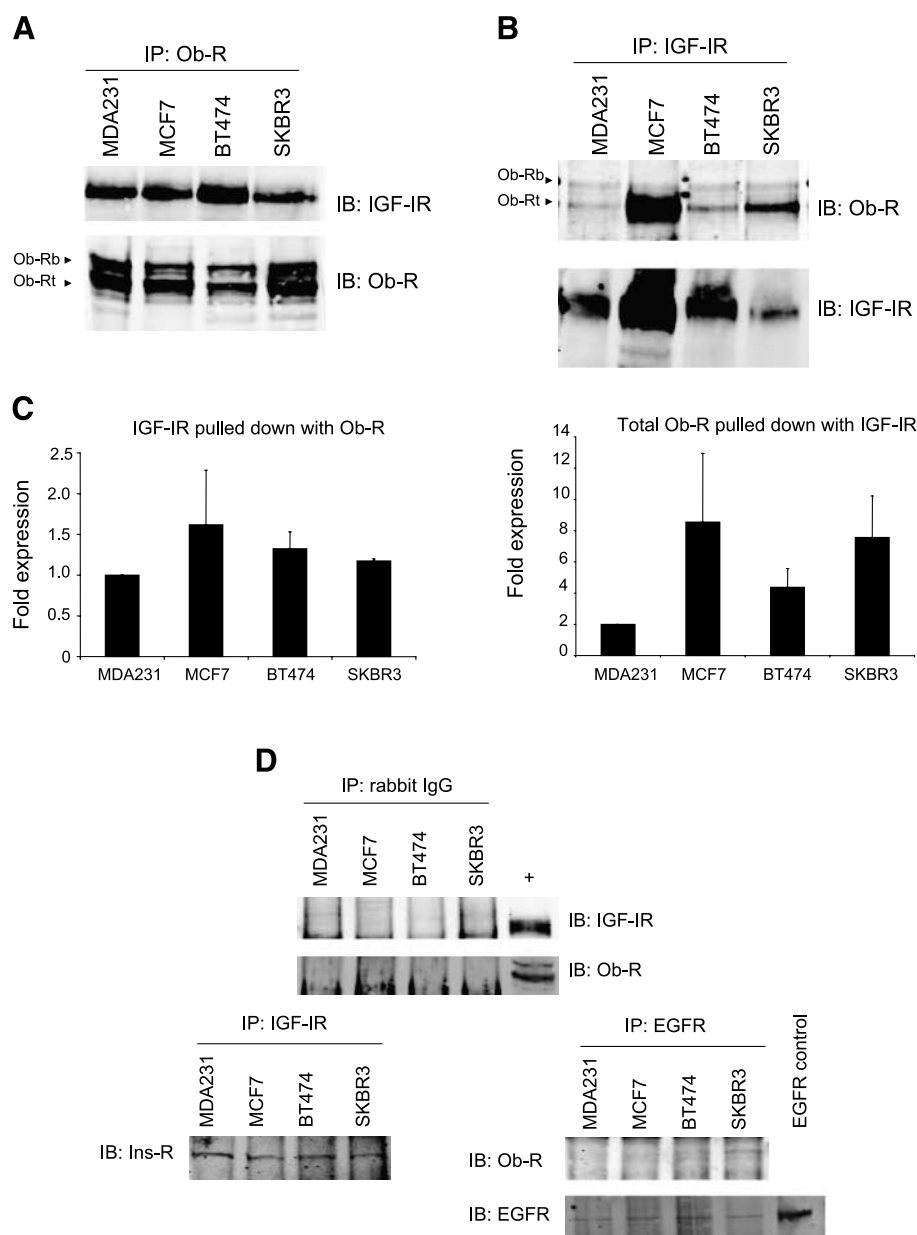 A
IP: Ob-R
MDA231
MCF7
BT474
SKBR3
IB: IGF-IR
Ob-Rb
Ob-Rt
IB: Ob-R
B
IP: IGF-IR
MDA231
MCF7
BT474
SKBR3
Ob-Rb
Ob-Rt
IB: Ob-R
IB: IGF-IR
C
IGF-IR pulled down with Ob-R
Fold expression
2.5
2.0
1.5
1.0
0.5
0
MDA231 MCF7 BT474 SKBR3
Total Ob-R pulled down with IGF-IR
Fold expression
14
12
10
8
6
4
2
0
MDA231 MCF7 BT474 SKBR3
D
IP: rabbit IgG
MDA231
MCF7
BT474
SKBR3
+
IB: IGF-IR
IB: Ob-R
IP: IGF-IR
MDA231
MCF7
BT474
SKBR3
IB: Ins-R
IP: EGFR
MDA231
MCF7
BT474
SKBR3
EGFR control
IB: Ob-R
IB: EGFR